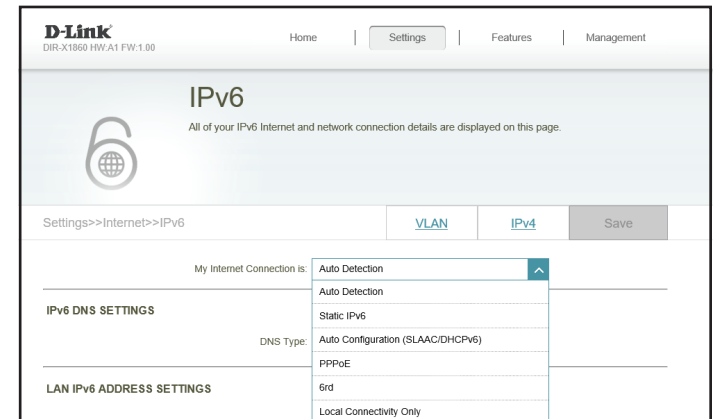 D-Link
DIR-X1860 HW:A1 FW:1.00
Home | Settings | Features | Management
IPv6
All of your IPv6 Internet and network connection details are displayed on this page.
Settings>>Internet>>IPv6
VLAN
IPv4
Save
My Internet Connection is: Auto Detection
Auto Detection
IPv6 DNS SETTINGS
Static IPv6
DNS Type: Auto Configuration (SLAAC/DHCPv6)
PPPoE
LAN IPv6 ADDRESS SETTINGS
6rd
Local Connectivity Only